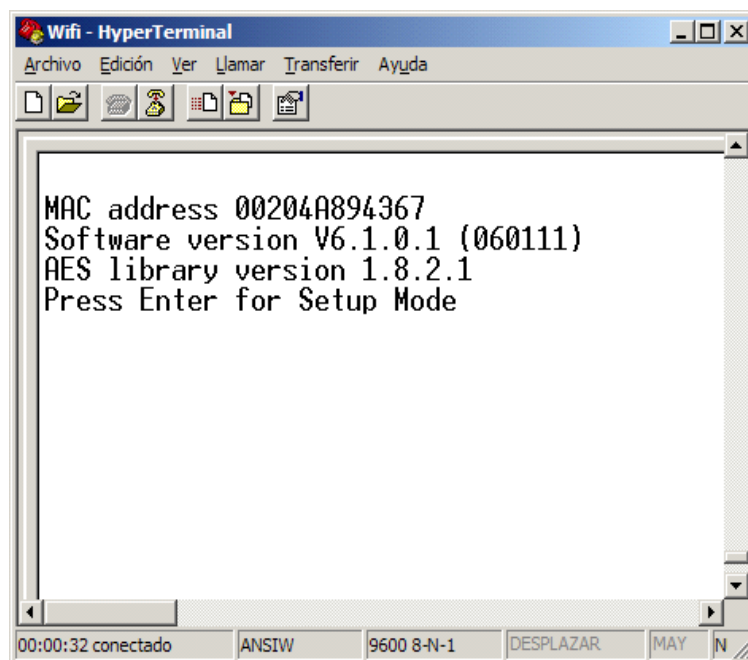 Wifi - HyperTerminal
Archivo Edición Ver Llamar Transferir Ayuda
MAC address 00204A894367
Software version V6.1.0.1 (060111)
AES library version 1.8.2.1
Press Enter for Setup Mode
00:00:32 conectado ANSIW 9600 8-N-1 DESPLAZAR MAY N